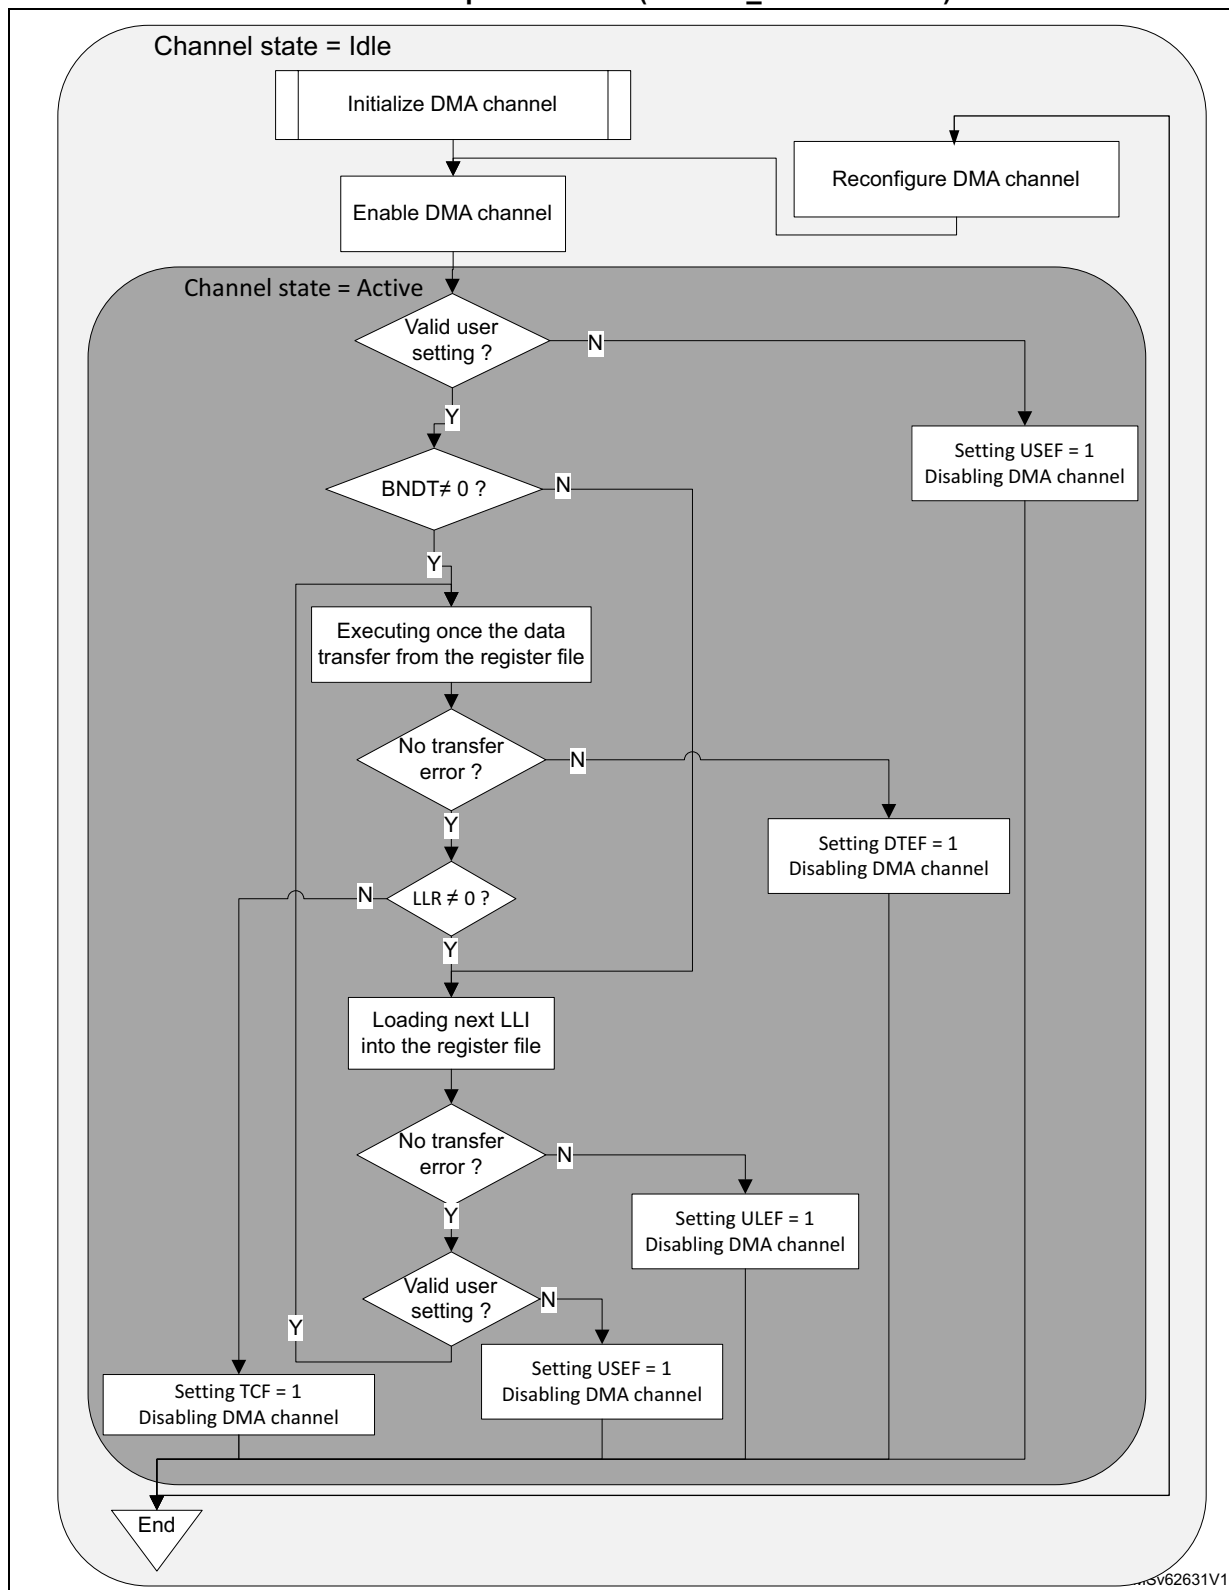 Channel state = Idle
Initialize DMA channel
Reconfigure DMA channel
Enable DMA channel
Channel state = Active
Valid user
setting ?
N
Y
Setting USEF = 1
Disabling DMA channel
BNDT≠ 0 ?
N
Y
Executing once the data
transfer from the register file
No transfer
error ?
N
Y
Setting DTEF = 1
Disabling DMA channel
LLR ≠ 0 ?
N
Y
Loading next LLI
into the register file
No transfer
error ?
N
Y
Setting ULEF = 1
Disabling DMA channel
Valid user
setting ?
N
Y
Setting USEF = 1
Disabling DMA channel
Setting TCF = 1
Disabling DMA channel
End